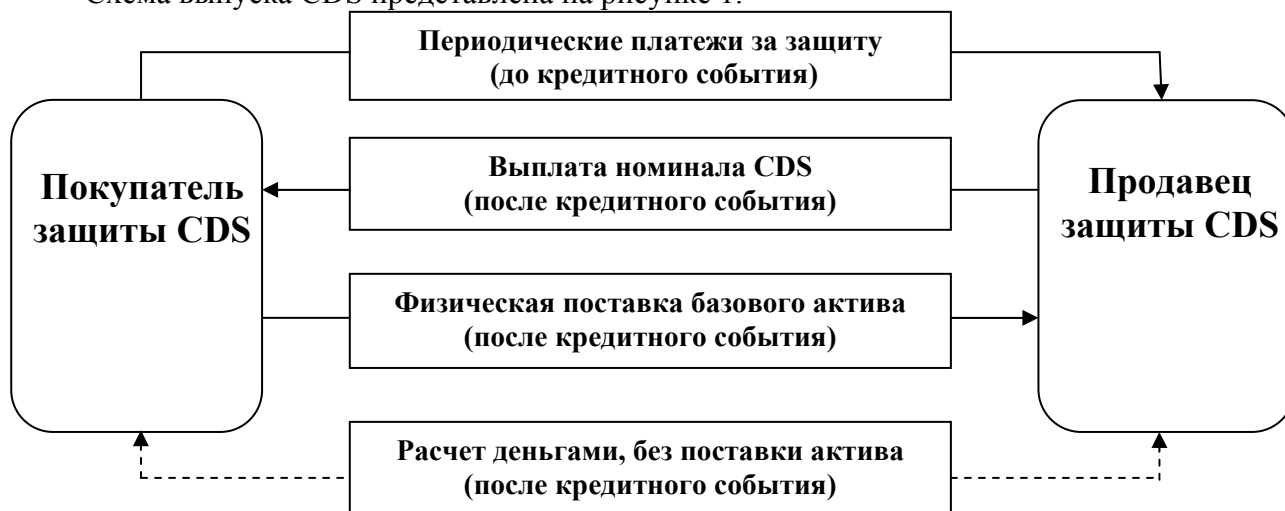 Схема выпуска CDS представлена на рисунке 1.
Периодические платежи за защиту
(до кредитного события)
Покупатель
защиты CDS
Выплата номинала CDS
(после кредитного события)
Продавец
защиты CDS
Физическая поставка базового актива
(после кредитного события)
Расчет деньгами, без поставки актива
(после кредитного события)